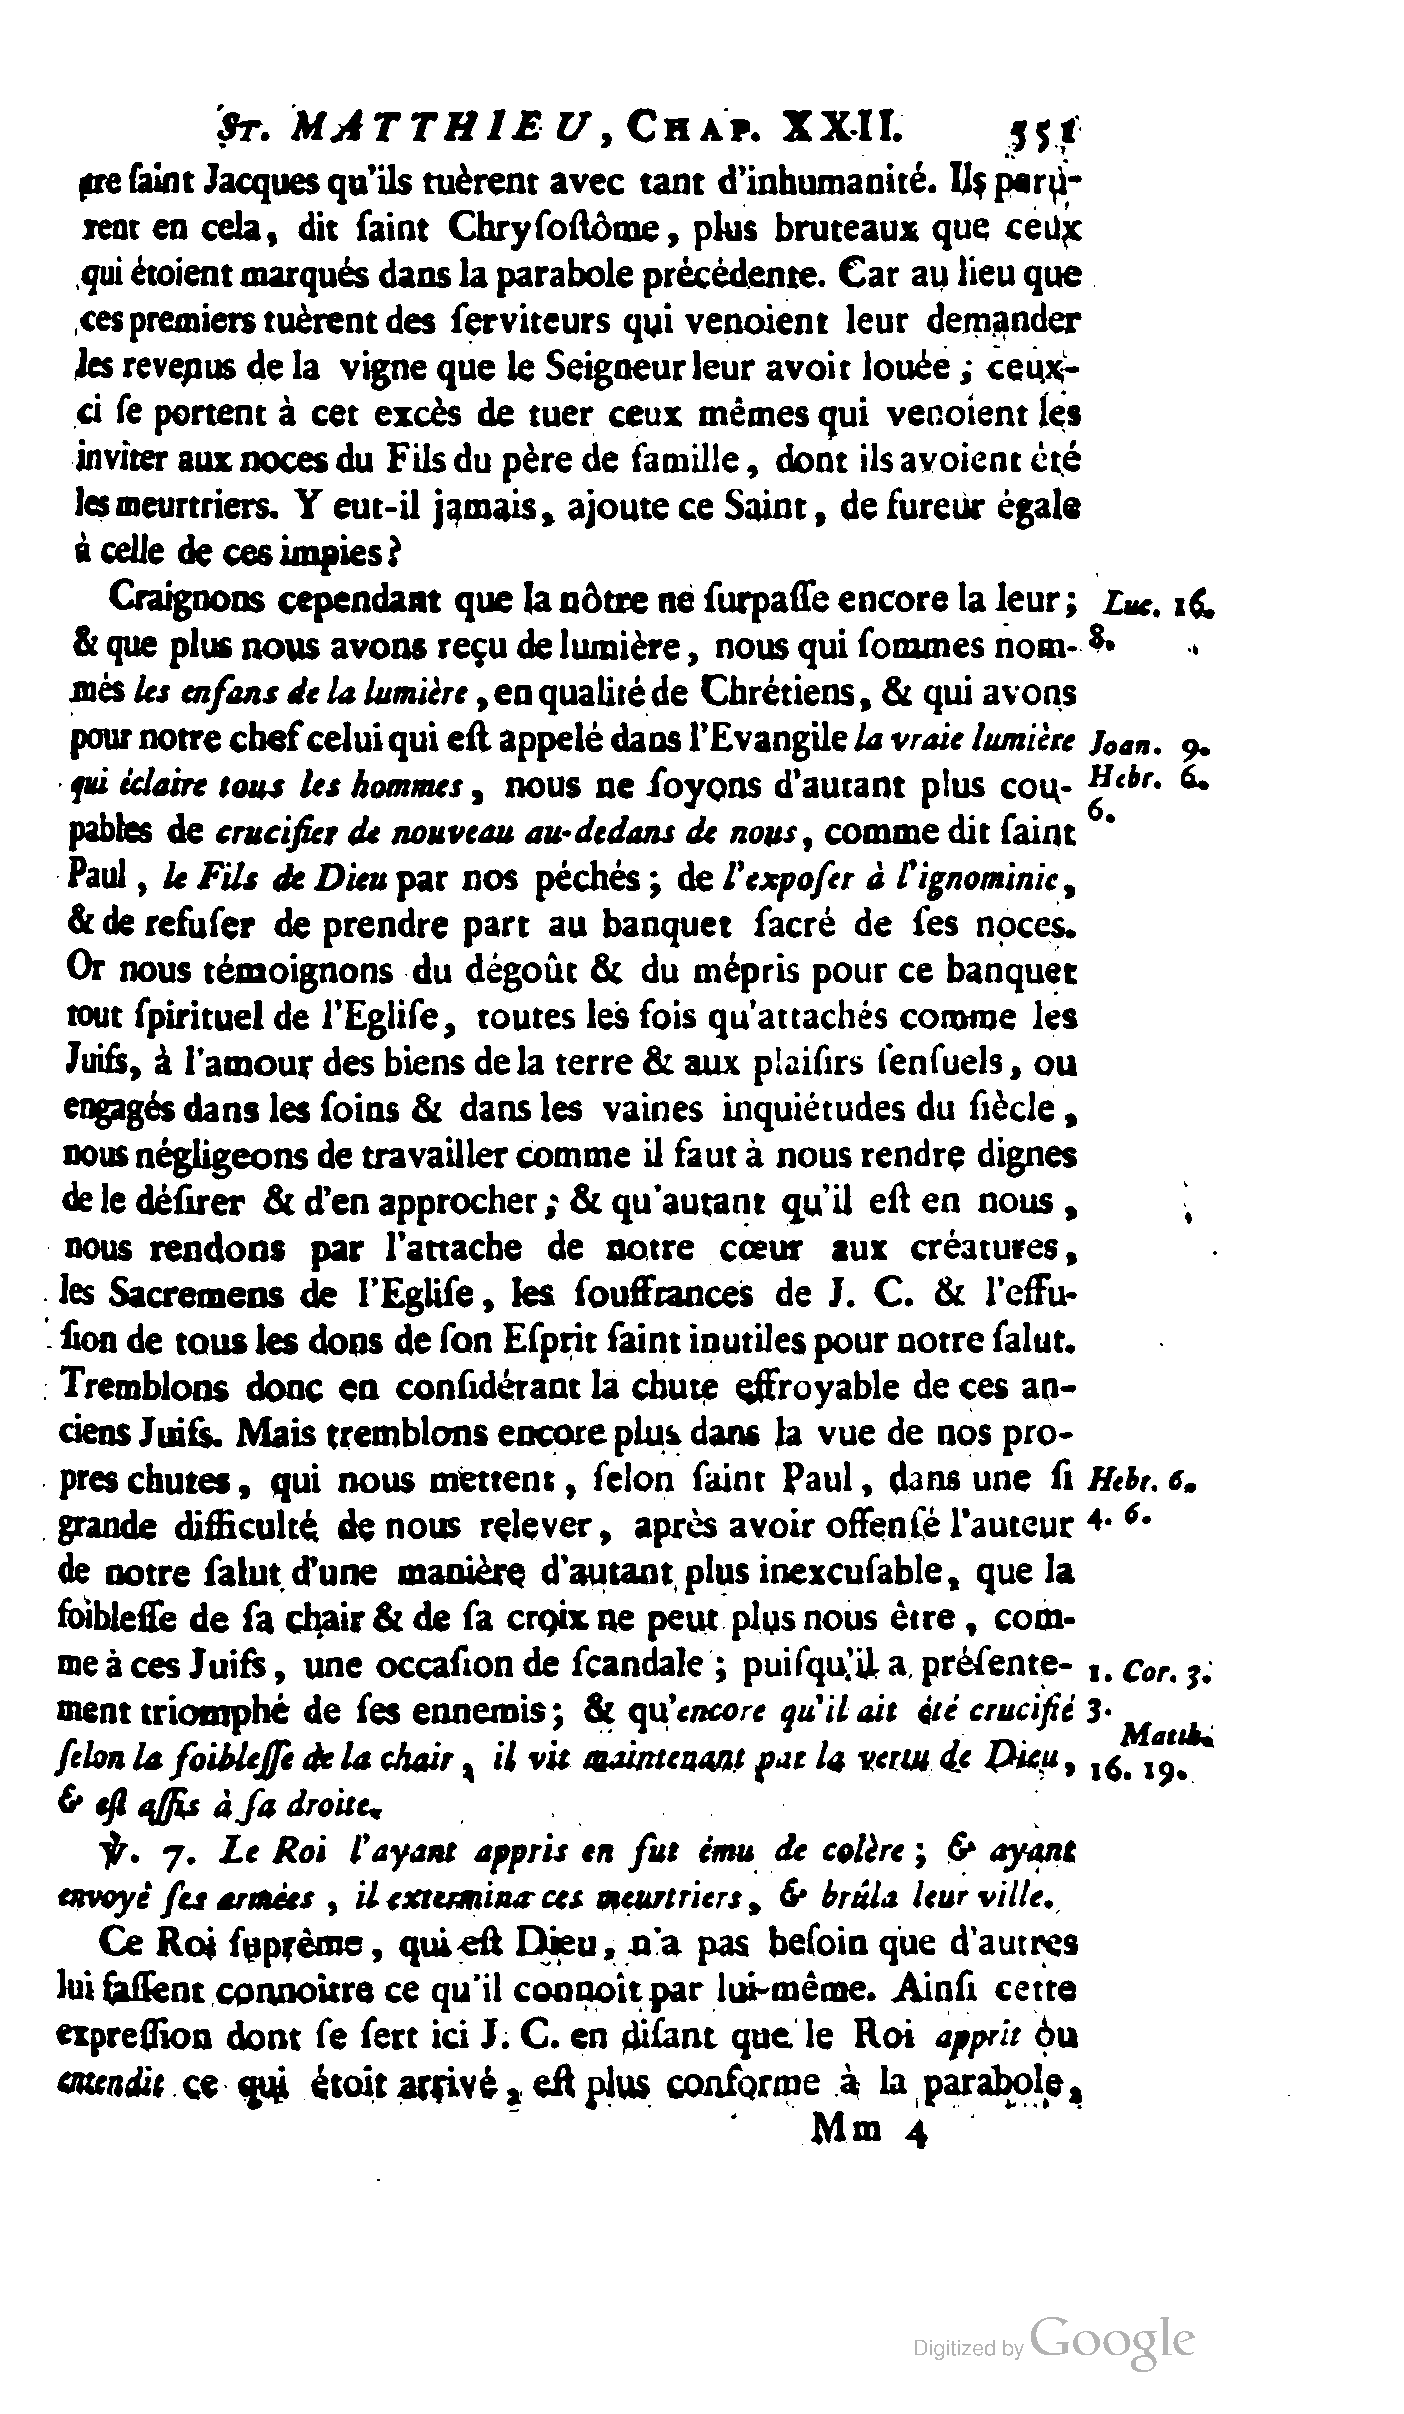 ST. MATTHIEU, CHAP. XXII. 551
tre ſaint Jacques qu'ils tuèrent avec tant d'inhumanité. Ils paru-
rent en cela, dit ſaint Chryſoſtôme, plus bruteaux que ceux
qui étoient marqués dans la parabole précédente. Car au lieu que
ces premiers tuèrent des ſerviteurs qui venoient leur demander
les revenus de la vigne que le Seigneur leur avoit louée; ceux-
ci ſe portent à cet excès de tuer ceux mêmes qui venoient les
inviter aux noces du Fils du père de famille, dont ils avoient été
les meurtriers. Y eut-il jamais, ajoute ce Saint, de fureur égale
à celle de ces impies?
Craignons cependant que la nôtre ne ſurpaſſe encore la leur; Luc. 16.
& que plus nous avons reçu de lumière, nous qui ſommes nom- 8.
més les enfans de la lumière, en qualité de Chrétiens, & qui avons
pour notre chef celui qui eſt appelé dans l'Evangile la vraie lumière Joan. 9.
qui éclaire tous les hommes, nous ne ſoyons d'autant plus cou- Hebr. 6.
pables de crucifier de nouveau au-dedans de nous, comme dit ſaint 6.
Paul, le Fils de Dieu par nos péchés; de l'expoſer à l'ignominie,
& de refuſer de prendre part au banquet ſacré de ſes noces.
Or nous témoignons du dégoût & du mépris pour ce banquet
tout ſpirituel de l'Egliſe, toutes les fois qu'attachés comme les
Juifs, à l'amour des biens de la terre & aux plaiſirs ſenſuels, ou
engagés dans les ſoins & dans les vaines inquiétudes du ſiècle,
nous négligeons de travailler comme il faut à nous rendre dignes
de le déſirer & d'en approcher; & qu'autant qu'il eſt en nous,
nous rendons par l'attache de notre cœur aux créatures,
les Sacremens de l'Egliſe, les ſouffrances de J. C. & l'effu-
ſion de tous les dons de ſon Eſprit ſaint inutiles pour notre ſalut.
Tremblons donc en conſidérant la chute effroyable de ces an-
ciens Juifs. Mais tremblons encore plus dans la vue de nos pro-
pres chutes, qui nous mettent, ſelon ſaint Paul, dans une ſi Hebr. 6.
grande difficulté de nous relever, après avoir offenſé l'auteur 4. 6.
de notre ſalut d'une manière d'autant plus inexcuſable, que la
foibleſſe de ſa chair & de ſa croix ne peut plus nous être, com-
me à ces Juifs, une occaſion de ſcandale; puiſqu'il a préſente- 1. Cor. 3.
ment triomphé de ſes ennemis; & qu'encore qu'il ait été crucifié 3.
ſelon la foibleſſe de la chair, il vit maintenant par la vertu de Dieu, Matth. 16. 19.
& eſt aſſis à ſa droite.
℣. 7. Le Roi l'ayant appris en fut ému de colère; & ayant
envoyé ſes armées, il extermina ces meurtriers, & brûla leur ville.
Ce Roi ſuprême, qui eſt Dieu, n'a pas beſoin que d'autres
lui faſſent connoitre ce qu'il connoît par lui-même. Ainſi cette
expreſſion dont ſe ſert ici J. C. en diſant que le Roi apprit ou
entendit ce qui étoit arrivé, eſt plus conforme à la parabole,
Mm 4
Digitized by Google